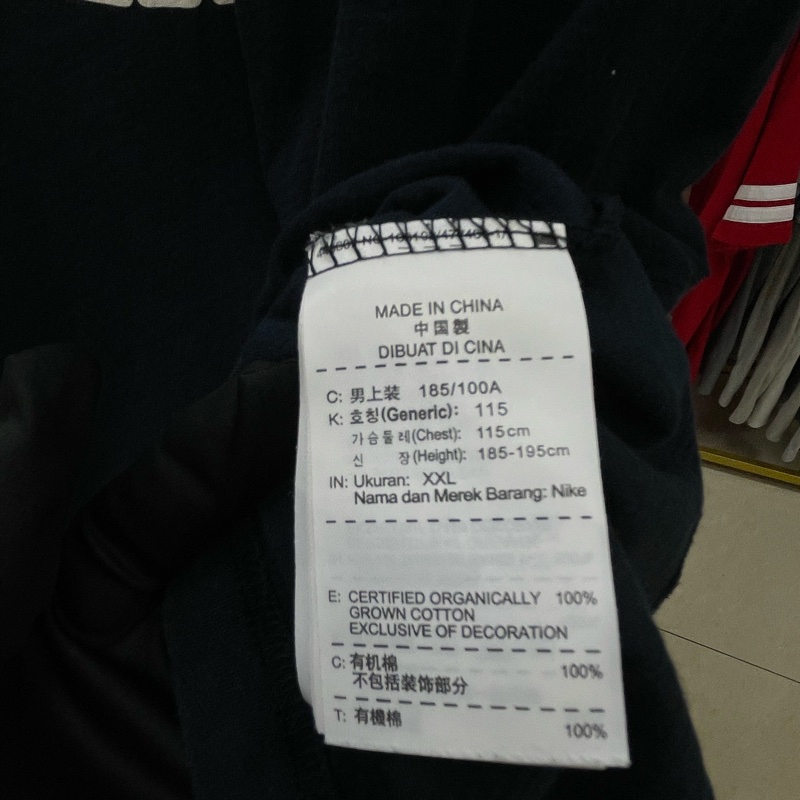 MADE IN CHINA
中国製
DIBUAT DI CINA
C: 男上装 185/100A
K: 호칭(Generic): 115
가슴둘레(Chest): 115cm
신 장(Height): 185-195cm
IN: Ukuran: XXL
Nama dan Merek Barang: Nike
E: CERTIFIED ORGANICALLY 100%
GROWN COTTON
EXCLUSIVE OF DECORATION
C: 有机棉 100%
不包括装饰部分
T: 有機棉 100%